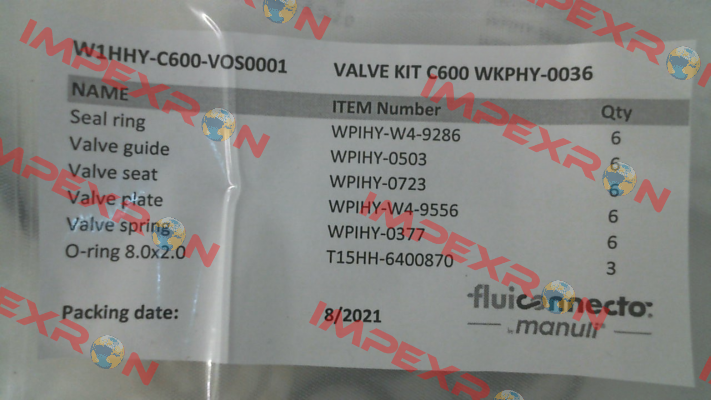 W1HHY-C600-VOS0001 VALVE KIT C600 WKPHY-0036
NAME ITEM Number Qty
Seal ring WPIHY-W4-9286 6
Valve guide WPIHY-0503 6
Valve seat WPIHY-0723 6
Valve plate WPIHY-W4-9556 6
Valve spring WPIHY-0377 6
O-ring 8.0x2.0 T15HH-6400870 3
Packing date: 8/2021
fluiconnecto:
by manuli
IMPEXRON
IMPEXRON
IMPEXRON
IMPEXRON
IMPEXRON
IMPEXRON
IMPEXRON